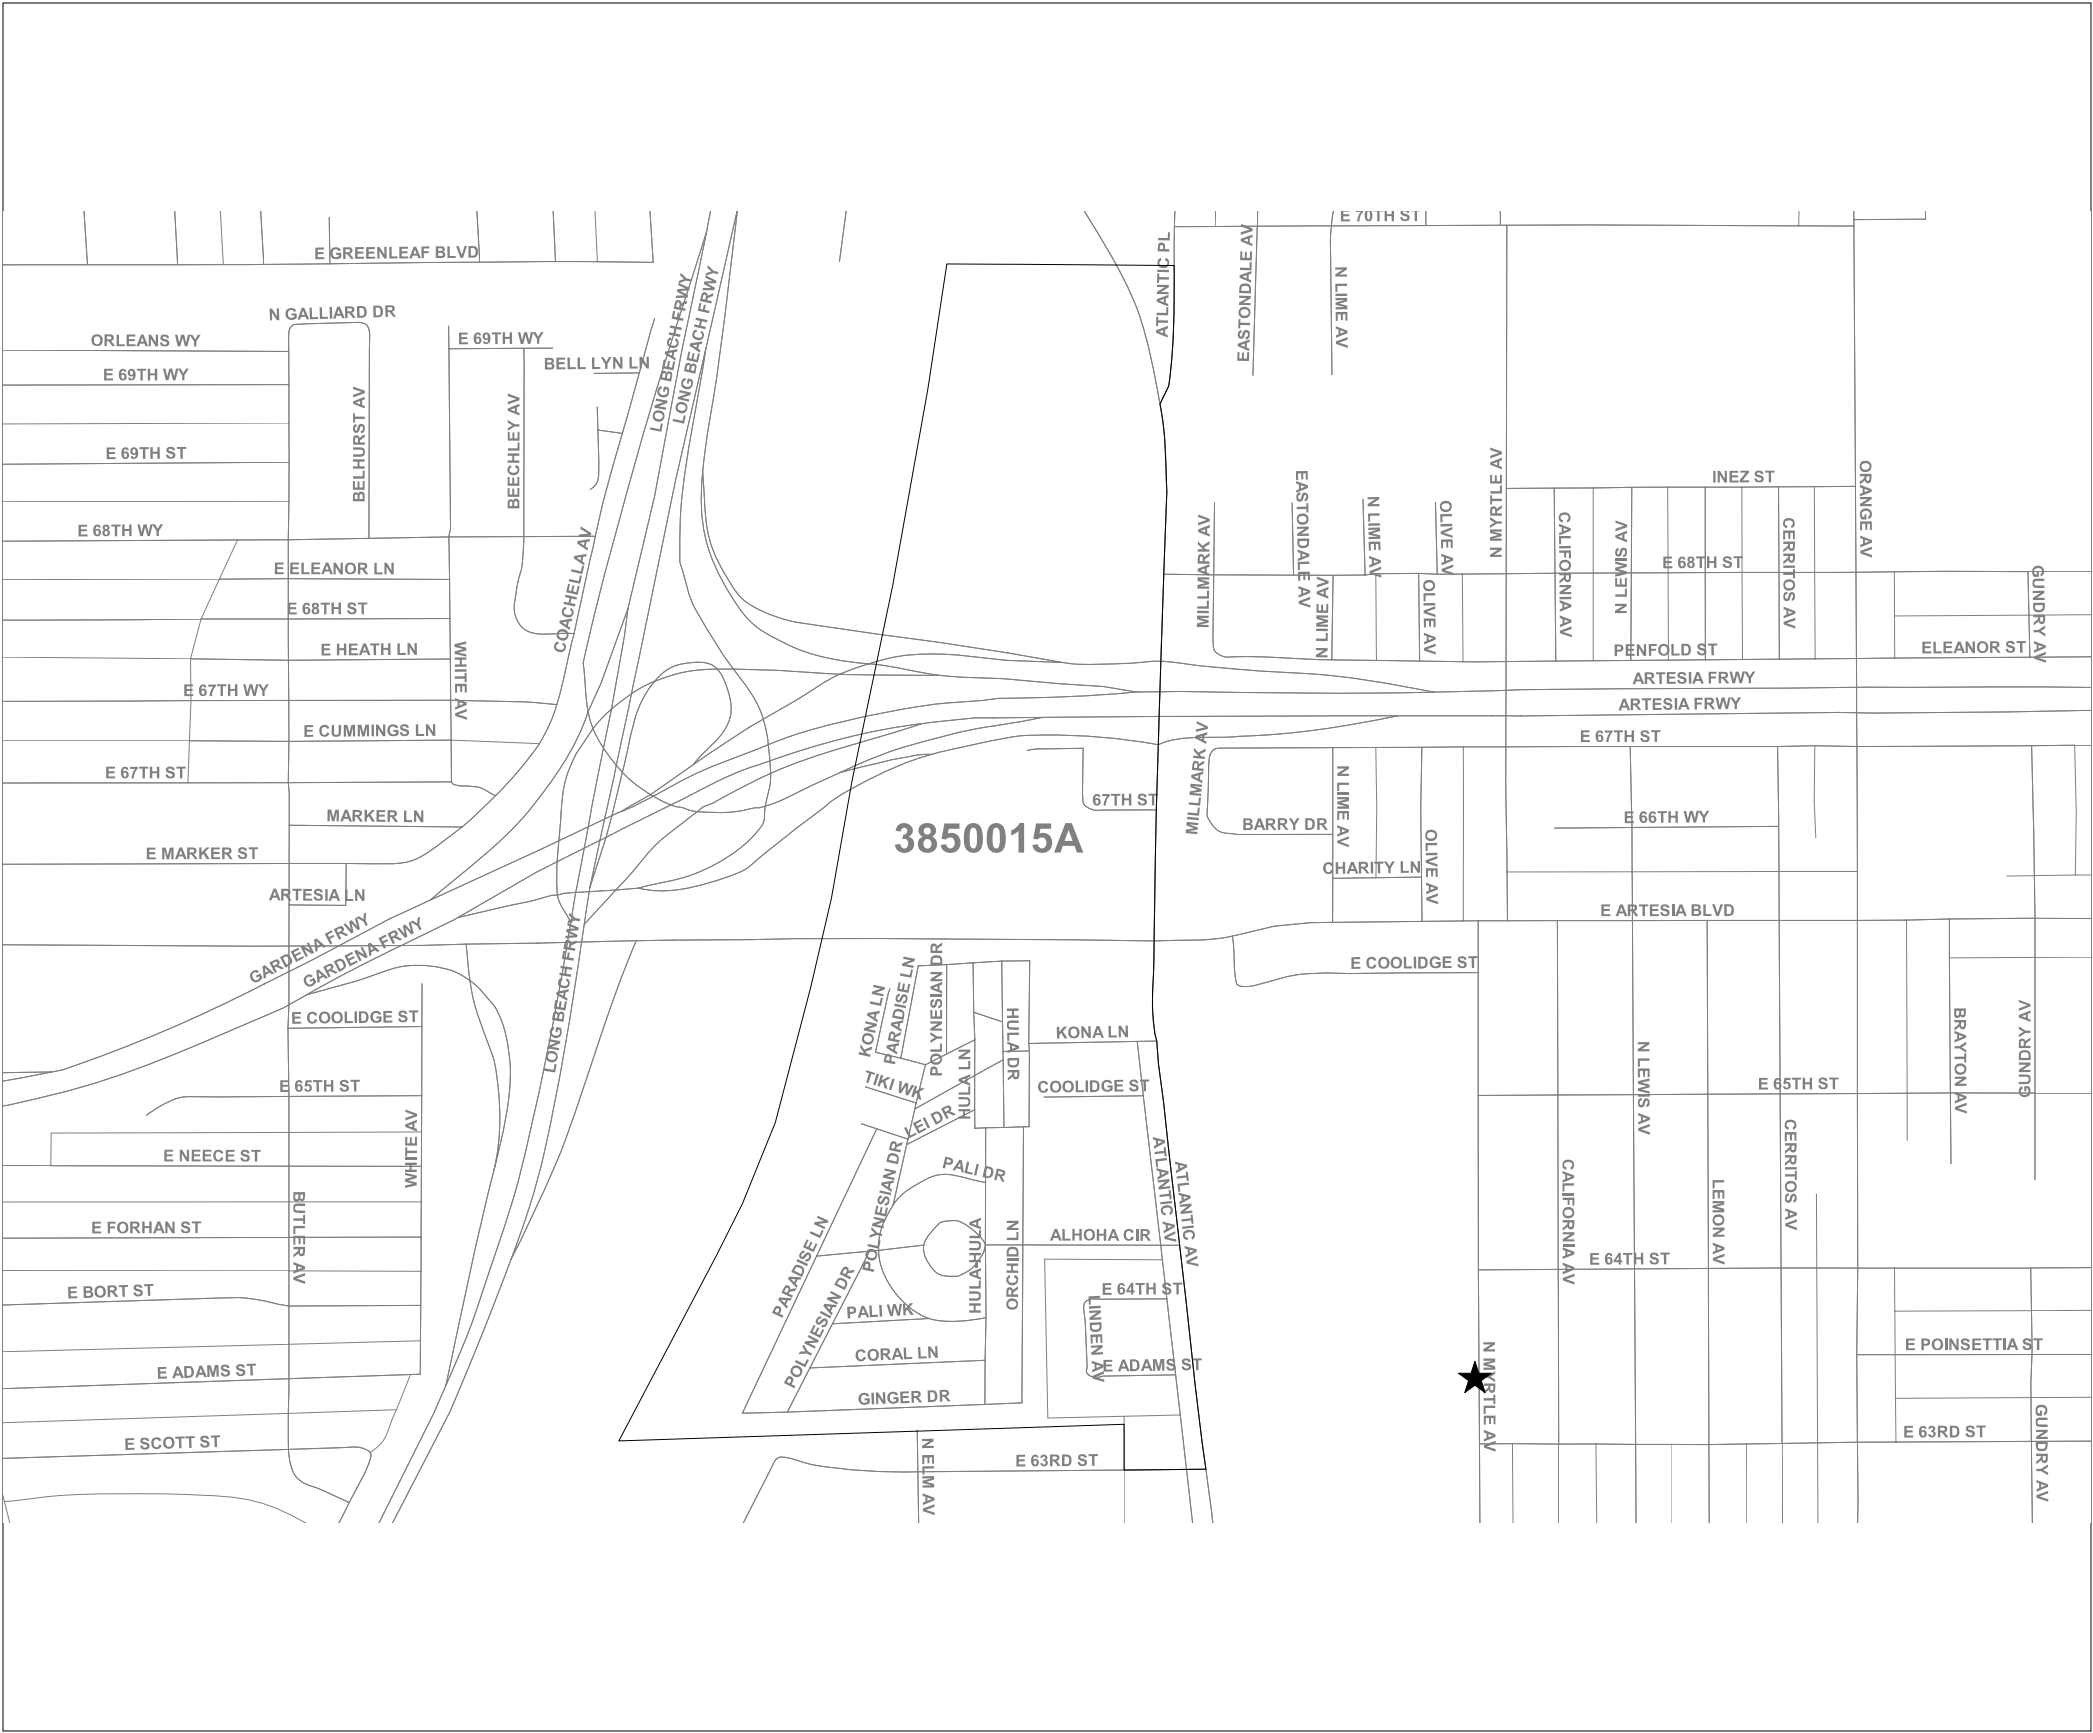 E 70TH ST
E GREENLEAF BLVD
ATLANTIC PL
EASTONDALE AV
N LIME AV
LONG BEACH FRWY
LONG BEACH FRWY
N GALLIARD DR
ORLEANS WY
E 69TH WY
BELL LYN LN
E 69TH WY
BELHURST AV
BEECHLEY AV
E 69TH ST
N MYRTLE AV
ORANGE AV
INEZ ST
E 68TH WY
COACHELLA AV
MILLMARK AV
EASTONDALE AV
N LIME AV
OLIVE AV
CALIFORNIA AV
N LEWIS AV
CERRITOS AV
E 68TH ST
E ELEANOR LN
N LIME AV
OLIVE AV
GUNDRY AV
E 68TH ST
E HEATH LN
WHITE AV
PENFOLD ST
ELEANOR ST
E 67TH WY
ARTESIA FRWY
ARTESIA FRWY
E CUMMINGS LN
E 67TH ST
MILLMARK AV
E 67TH ST
67TH ST
N LIME AV
MARKER LN
BARRY DR
E 66TH WY
3850015A
E MARKER ST
CHARITY LN
OLIVE AV
ARTESIA LN
E ARTESIA BLVD
GARDENA FRWY
GARDENA FRWY
LONG BEACH FRWY
KONA LN
PARADISE LN
POLYNESIAN DR
E COOLIDGE ST
E COOLIDGE ST
HULA DR
KONA LN
HULA LN
N LEWIS AV
BRAYTON AV
GUNDRY AV
E 65TH ST
TIKI WK
COOLIDGE ST
E 65TH ST
LEI DR
E NEECE ST
WHITE AV
POLYNESIAN DR
PALI DR
ATLANTIC AV
ATLANTIC AV
CERRITOS AV
CALIFORNIA AV
LEMON AV
BUTLER AV
E FORHAN ST
PARADISE LN
HULA-HULA
ORCHID LN
ALHOHA CIR
E 64TH ST
E BORT ST
POLYNESIAN DR
PALI WK
E 64TH ST
LINDEN AV
E POINSETTIA ST
CORAL LN
E ADAMS ST
E ADAMS ST
N MYRTLE AV
GINGER DR
E SCOTT ST
N ELM AV
E 63RD ST
E 63RD ST
GUNDRY AV